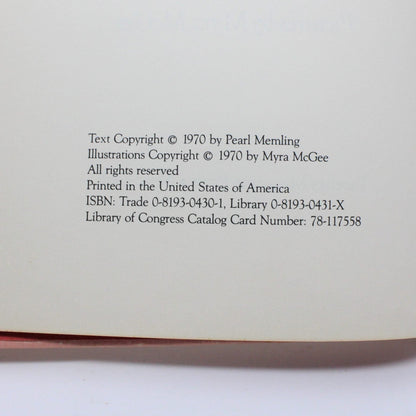 Text Copyright © 1970 by Pearl Memling
Illustrations Copyright © 1970 by Myra McGee
All rights reserved
Printed in the United States of America
ISBN: Trade 0-8193-0430-1, Library 0-8193-0431-X
Library of Congress Catalog Card Number: 78-117558